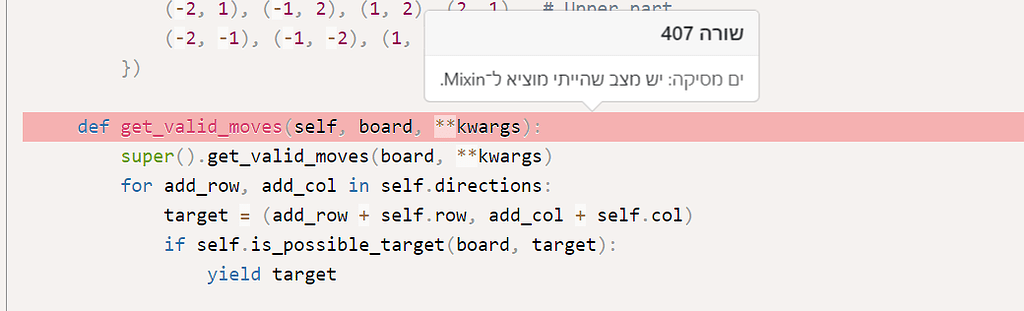 (-2, 1), (-1, 2), (1, 2), (2, 1), # Upper part
(-2, -1), (-1, -2), (1,
})
שורה 407
ים מסיקה: יש מצב שהייתי מוציא ל־Mixin.
def get_valid_moves(self, board, **kwargs):
super().get_valid_moves(board, **kwargs)
for add_row, add_col in self.directions:
target = (add_row + self.row, add_col + self.col)
if self.is_possible_target(board, target):
yield target